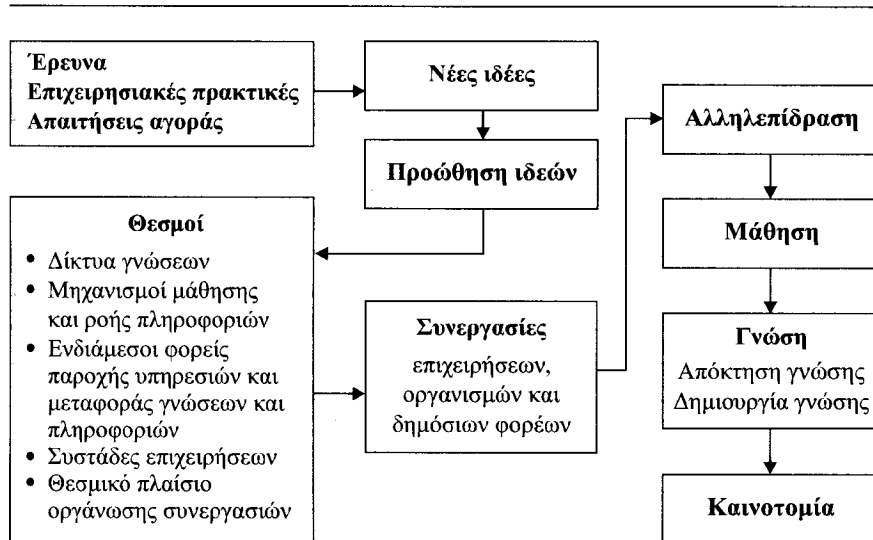 Έρευνα
Επιχειρησιακές πρακτικές
Απαιτήσεις αγοράς
Νέες ιδέες
Προώθηση ιδεών
Θεσμοί
• Δίκτυα γνώσεων
• Μηχανισμοί μάθησης
και ροής πληροφοριών
• Ενδιάμεσοι φορείς
παροχής υπηρεσιών και
μεταφοράς γνώσεων και
πληροφοριών
• Συστάδες επιχειρήσεων
• Θεσμικό πλαίσιο
οργάνωσης συνεργασιών
Συνεργασίες
επιχειρήσεων,
οργανισμών και
δημόσιων φορέων
Αλληλεπίδραση
Μάθηση
Γνώση
Απόκτηση γνώσης
Δημιουργία γνώσης
Καινοτομία